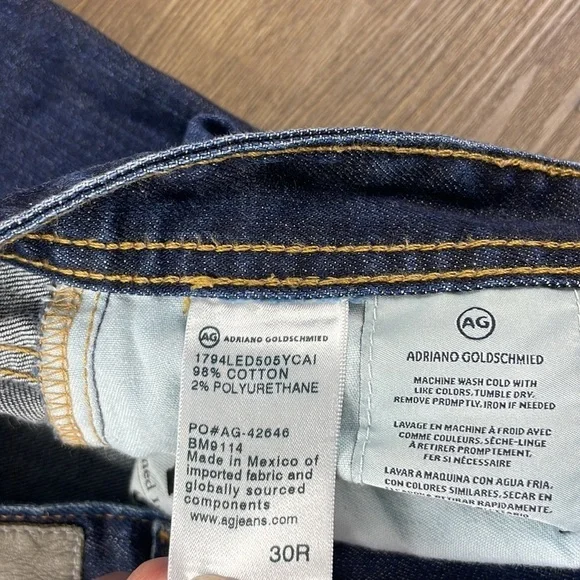 AG ADRIANO GOLDSCHMIED
1794LED505YCAI
98% COTTON
2% POLYURETHANE
PO#AG-42646
BM9114
Made in Mexico of
imported fabric and
globally sourced
components
www.agjeans.com
30R
AG
ADRIANO GOLDSCHMIED
MACHINE WASH COLD WITH
LIKE COLORS, TUMBLE DRY.
REMOVE PROMPTLY, IRON IF NEEDED
LAVAGE EN MACHINE À FROID AVEC
COMME COULEURS, SÈCHE-LINGE
À RETIRER PROMPTEMENT,
FER SI NÉCESSAIRE
LAVAR A MAQUINA CON AGUA FRIA,
CON COLORES SIMILARES, SECAR EN
RETIRAR RAPIDAMENTE,